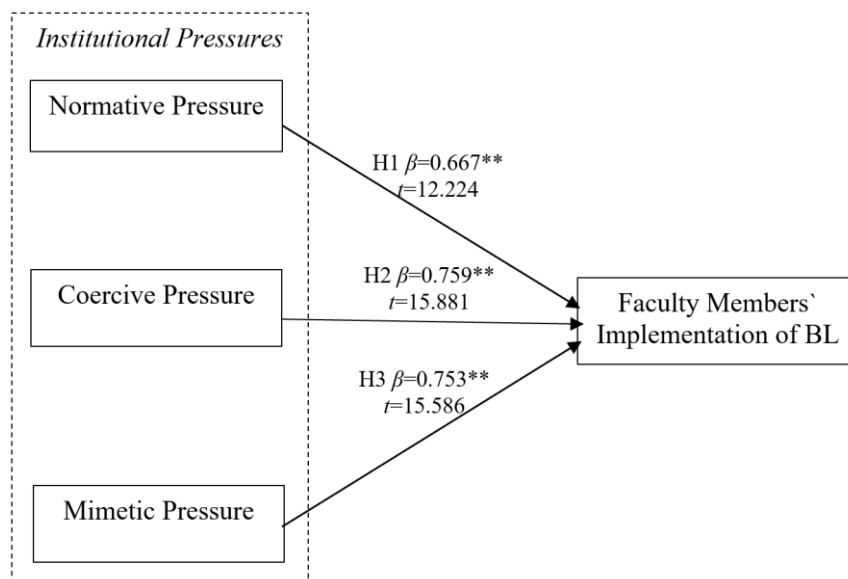 Institutional Pressures
Normative Pressure
H1 β=0.667**
t=12.224
Coercive Pressure
H2 β=0.759**
t=15.881
Faculty Members`
Implementation of BL
H3 β=0.753**
t=15.586
Mimetic Pressure